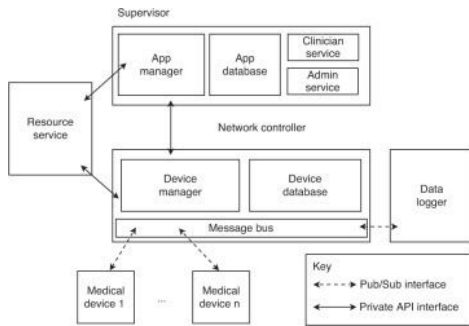 Supervisor
App
manager
App
database
Clinician
service
Admin
service
Resource
service
Network controller
Device
manager
Device
database
Message bus
Data
logger
Medical
device 1
...
Medical
device n
Key
Pub/Sub interface
Private API interface